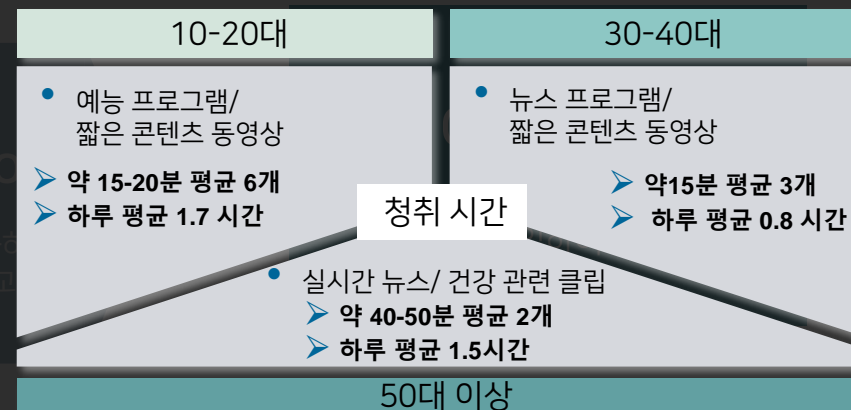 10-20대
30-40대
• 예능 프로그램/
짧은 콘텐츠 동영상
➢ 약 15-20분 평균 6개
➢ 하루 평균 1.7 시간
• 뉴스 프로그램/
짧은 콘텐츠 동영상
➢ 약15분 평균 3개
➢ 하루 평균 0.8 시간
청취 시간
• 실시간 뉴스/ 건강 관련 클립
➢ 약 40-50분 평균 2개
➢ 하루 평균 1.5시간
50대 이상